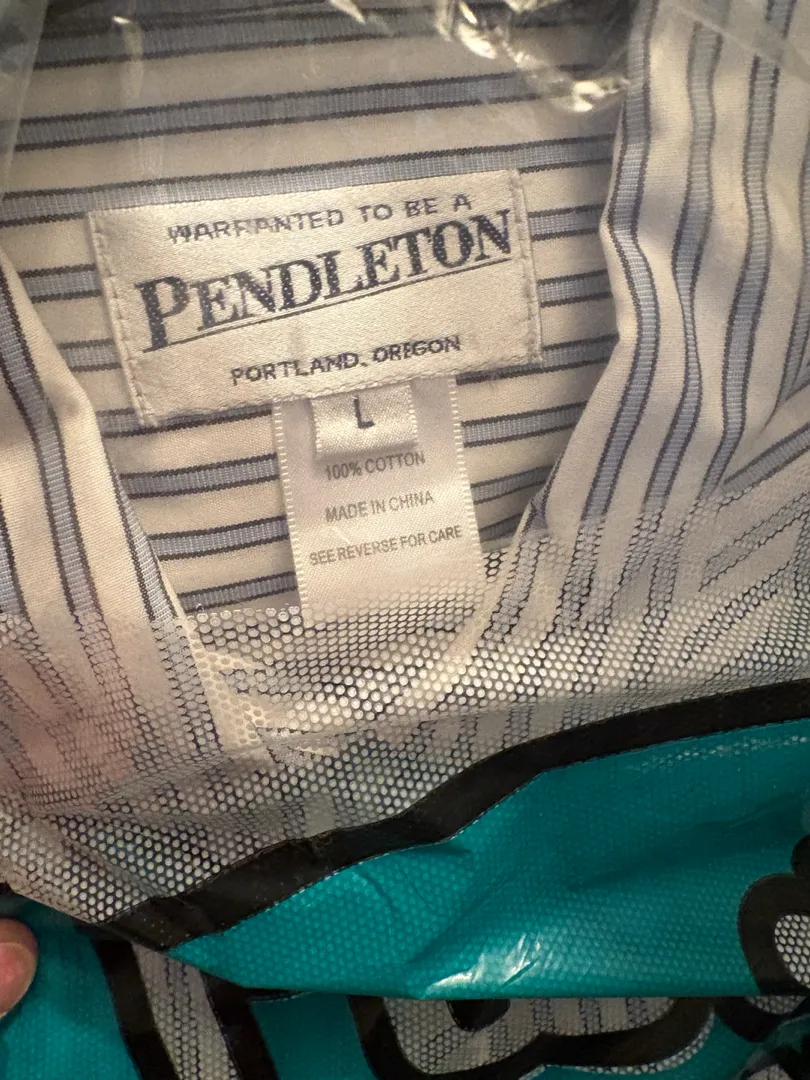 WARRANTED TO BE A
PENDLETON
PORTLAND, OREGON
L
100% COTTON
MADE IN CHINA
SEE REVERSE FOR CARE